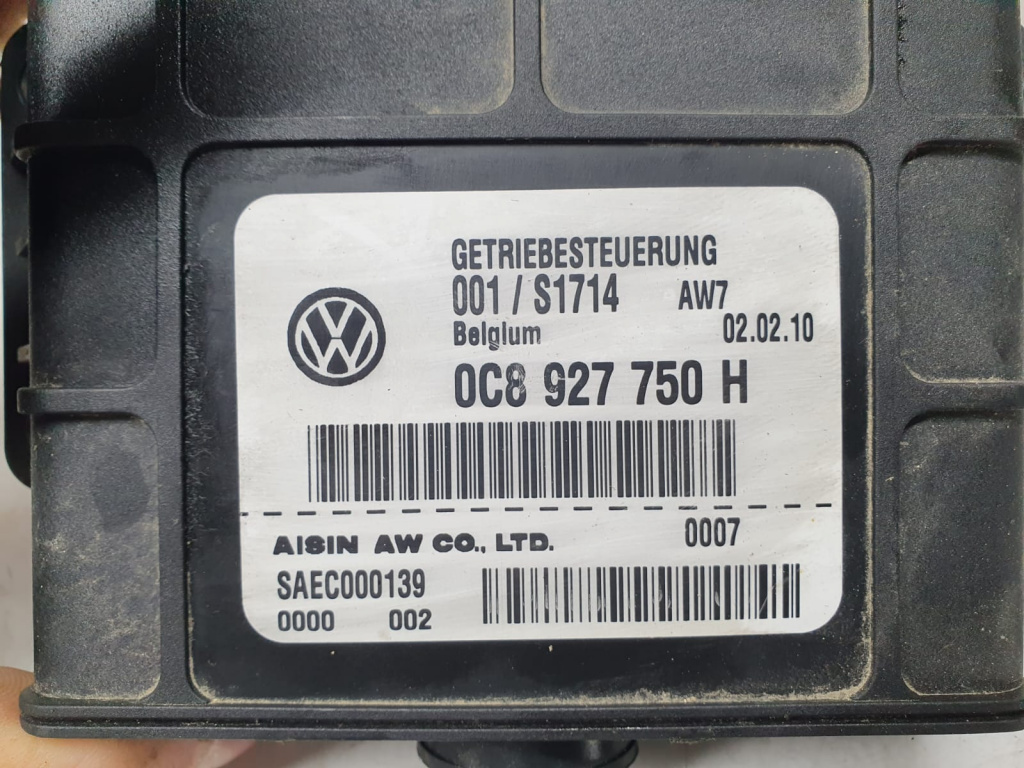 GETRIEBESTEUERUNG
001 / S1714 AW7
Belgium 02.02.10
0C8 927 750 H
AISIN AW CO., LTD. 0007
SAEC000139
0000 002